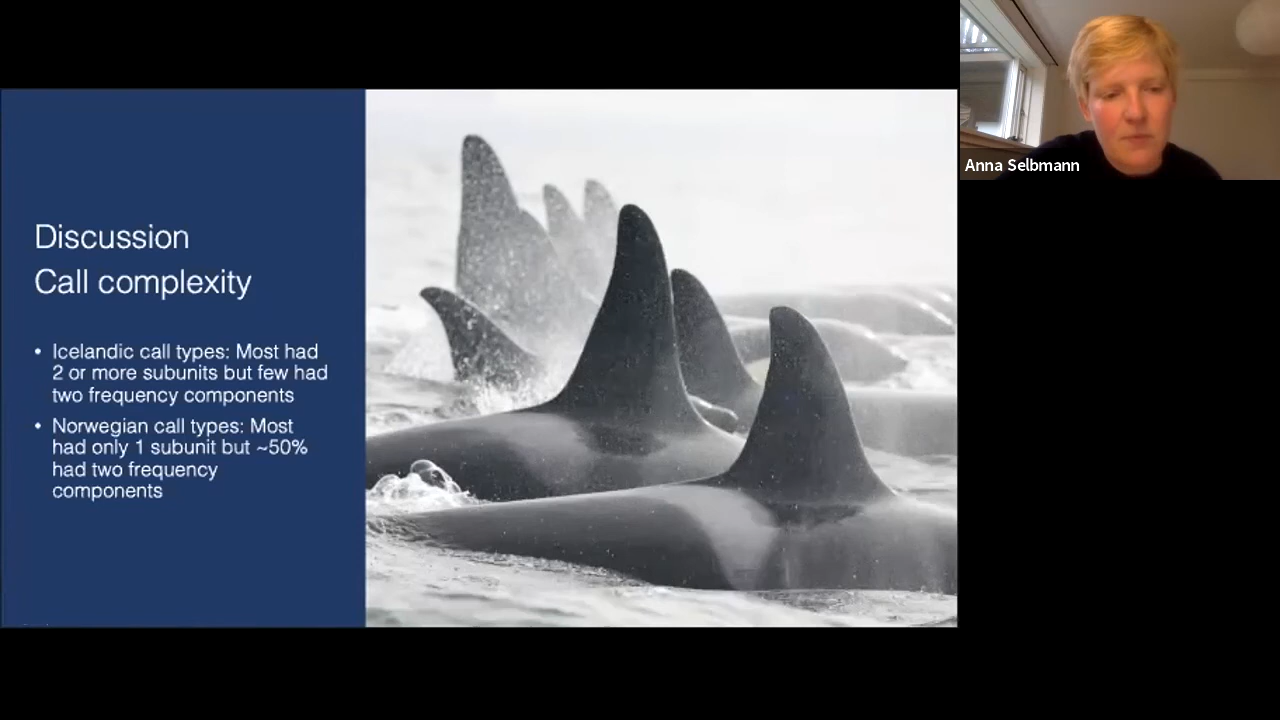 Discussion
Call complexity
• Icelandic call types: Most had
2 or more subunits but few had
two frequency components
• Norwegian call types: Most
had only 1 subunit but ~50%
had two frequency
components
Anna Selbmann